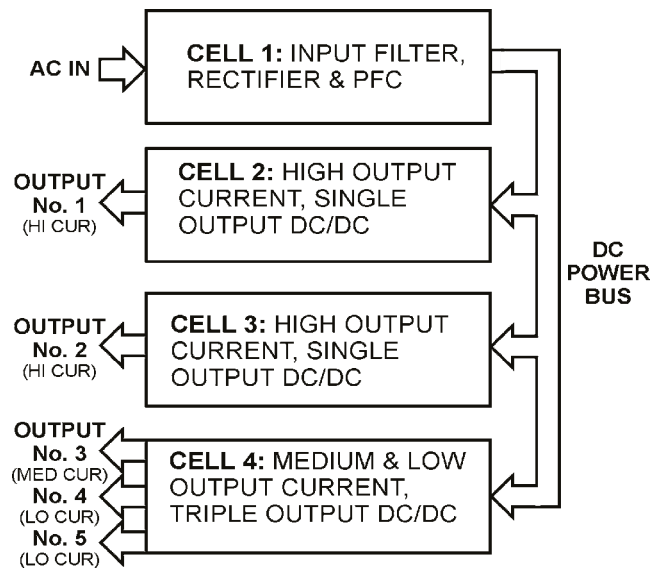 AC IN
CELL 1: INPUT FILTER,
RECTIFIER & PFC
OUTPUT
No. 1
(HI CUR)
CELL 2: HIGH OUTPUT
CURRENT, SINGLE
OUTPUT DC/DC
DC
POWER
BUS
OUTPUT
No. 2
(HI CUR)
CELL 3: HIGH OUTPUT
CURRENT, SINGLE
OUTPUT DC/DC
OUTPUT
No. 3
(MED CUR)
No. 4
(LO CUR)
No. 5
(LO CUR)
CELL 4: MEDIUM & LOW
OUTPUT CURRENT,
TRIPLE OUTPUT DC/DC